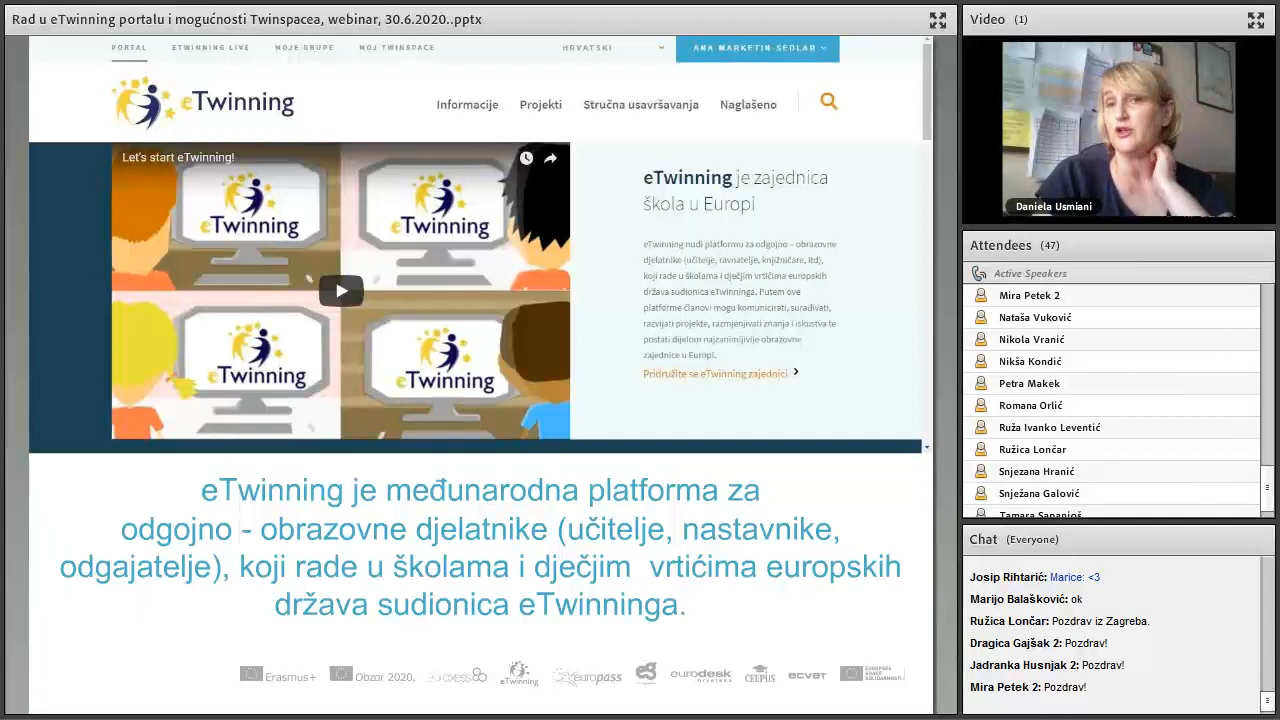 Rad u eTwinning portalu i mogućnosti Twinspacea, webinar, 30.6.2020..pptx
PORTAL ETWINNING LIVE MOJE GRUPE MOJ TWINSPACE HRVATSKI ANA MARKETIN-SEDLAR
eTwinning
Informacije Projekti Stručna usavršavanja Naglašeno
Let's start eTwinning!
eTwinning eTwinning
eTwinning eTwinning
eTwinning je zajednica
škola u Europi
eTwinning nudi platformu za odgojno – obrazovne
djelatnike (učitelje, ravnatelje, knjižničare, itd),
koji rade u školama i dječjim vrtićima europskih
država sudionica eTwinninga. Putem ove
platforme članovi mogu komunicirati, surađivati,
razvijati projekte, razmjenjivati znanja i iskustva te
postati dijelom najzanimljivije obrazovne
zajednice u Europi.
Pridružite se eTwinning zajednici
eTwinning je međunarodna platforma za
odgojno - obrazovne djelatnike (učitelje, nastavnike,
odgajatelje), koji rade u školama i dječjim vrtićima europskih
država sudionica eTwinninga.
Erasmus+ Obzor 2020. eTwinning europass eurodesk CEEPUS ecvet
Video (1)
Daniela Usmiani
Attendees (47)
Active Speakers
Mira Petek 2
Nataša Vuković
Nikola Vranić
Nikša Kondić
Petra Makek
Romana Orlić
Ruža Ivanko Leventić
Ružica Lončar
Snjezana Hranić
Snježana Galović
Chat (Everyone)
Josip Rihtarić: Marice: <3
Marijo Balašković: ok
Ružica Lončar: Pozdrav iz Zagreba.
Dragica Gajšak 2: Pozdrav!
Jadranka Husnjak 2: Pozdrav!
Mira Petek 2: Pozdrav!